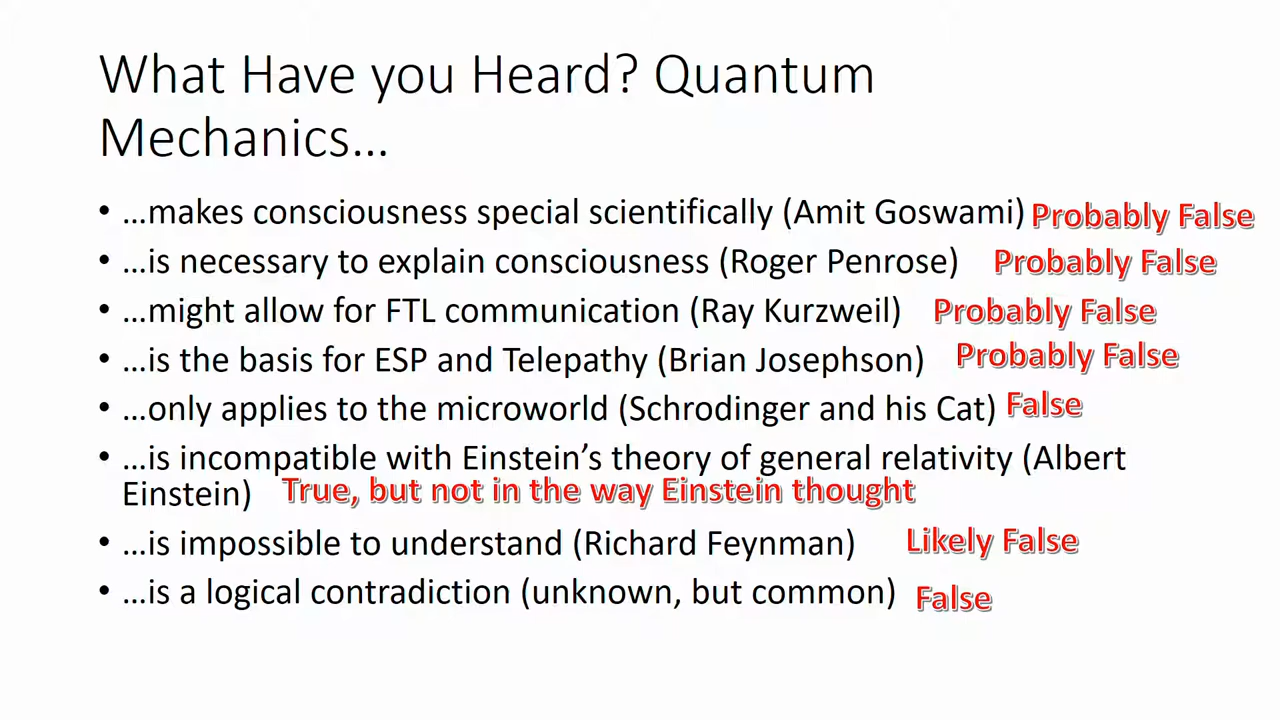 What Have you Heard? Quantum
Mechanics…
• …makes consciousness special scientifically (Amit Goswami) Probably False
• …is necessary to explain consciousness (Roger Penrose) Probably False
• …might allow for FTL communication (Ray Kurzweil) Probably False
• …is the basis for ESP and Telepathy (Brian Josephson) Probably False
• …only applies to the microworld (Schrodinger and his Cat) False
• …is incompatible with Einstein’s theory of general relativity (Albert
Einstein) True, but not in the way Einstein thought
• …is impossible to understand (Richard Feynman) Likely False
• …is a logical contradiction (unknown, but common) False